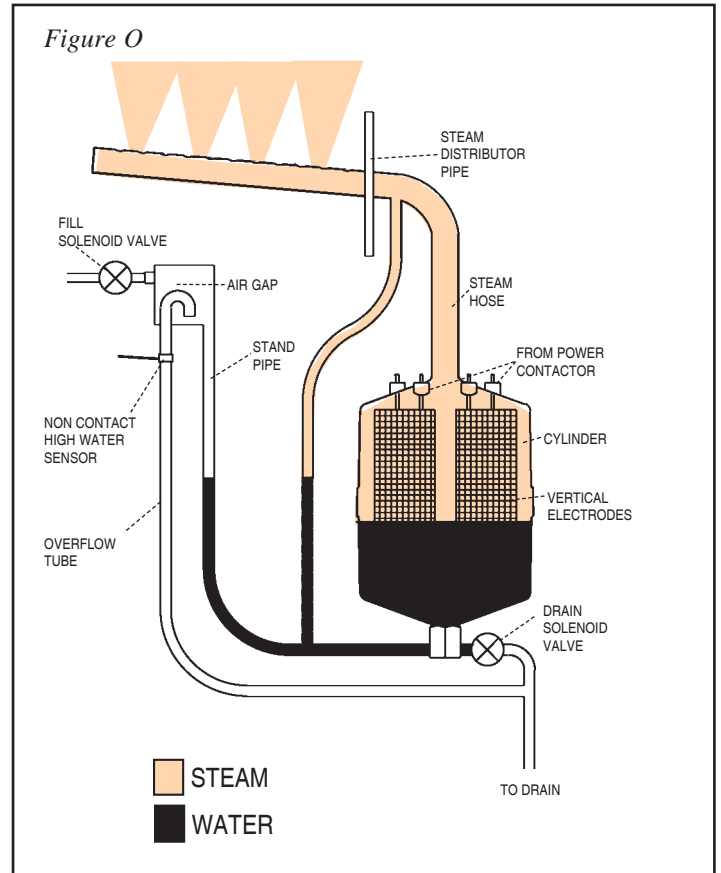 Figure O
STEAM
DISTRIBUTOR
PIPE
FILL
SOLENOID VALVE
AIR GAP
STEAM
HOSE
STAND
PIPE
FROM POWER
CONTACTOR
NON CONTACT
HIGH WATER
SENSOR
CYLINDER
VERTICAL
ELECTRODES
OVERFLOW
TUBE
DRAIN
SOLENOID
VALVE
STEAM
WATER
TO DRAIN